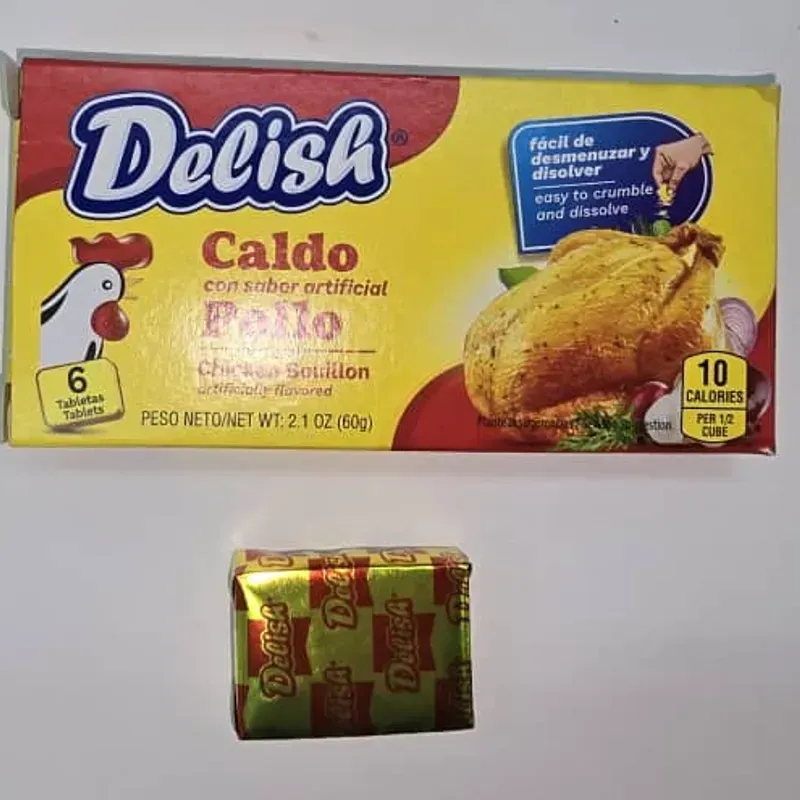 Delish®
fácil de
desmenuzar y
disolver
easy to crumble
and dissolve
Caldo
con sabor artificial
Pollo
Chicken Bouillon
artificially flavored
6
Tabletas
Tablets
PESO NETO/NET WT: 2.1 OZ (60g)
10
CALORIES
PER 1/2
CUBE
Delish
Delish
Delish
Delish